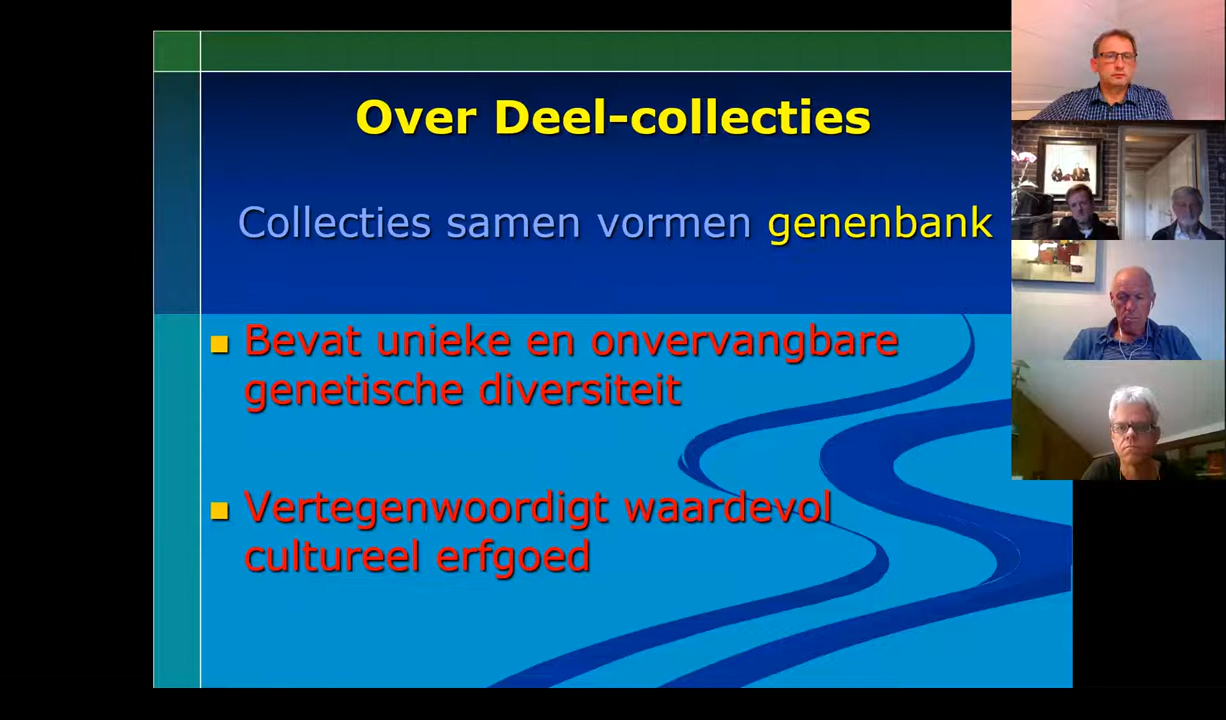 Over Deel-collecties
Collecties samen vormen genenbank
Bevat unieke en onvervangbare
genetische diversiteit
Vertegenwoordigt waardevol
cultureel erfgoed